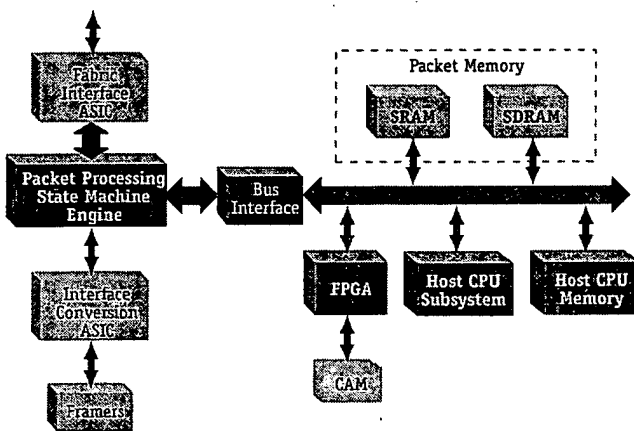 Fabric
Interface
ASIC
Packet Memory
SRAM
SDRAM
Packet Processing
State Machine
Engine
Bus
Interface
Interface
Conversion
ASIC
FPGA
Host CPU
Subsystem
Host CPU
Memory
Framers
CAM